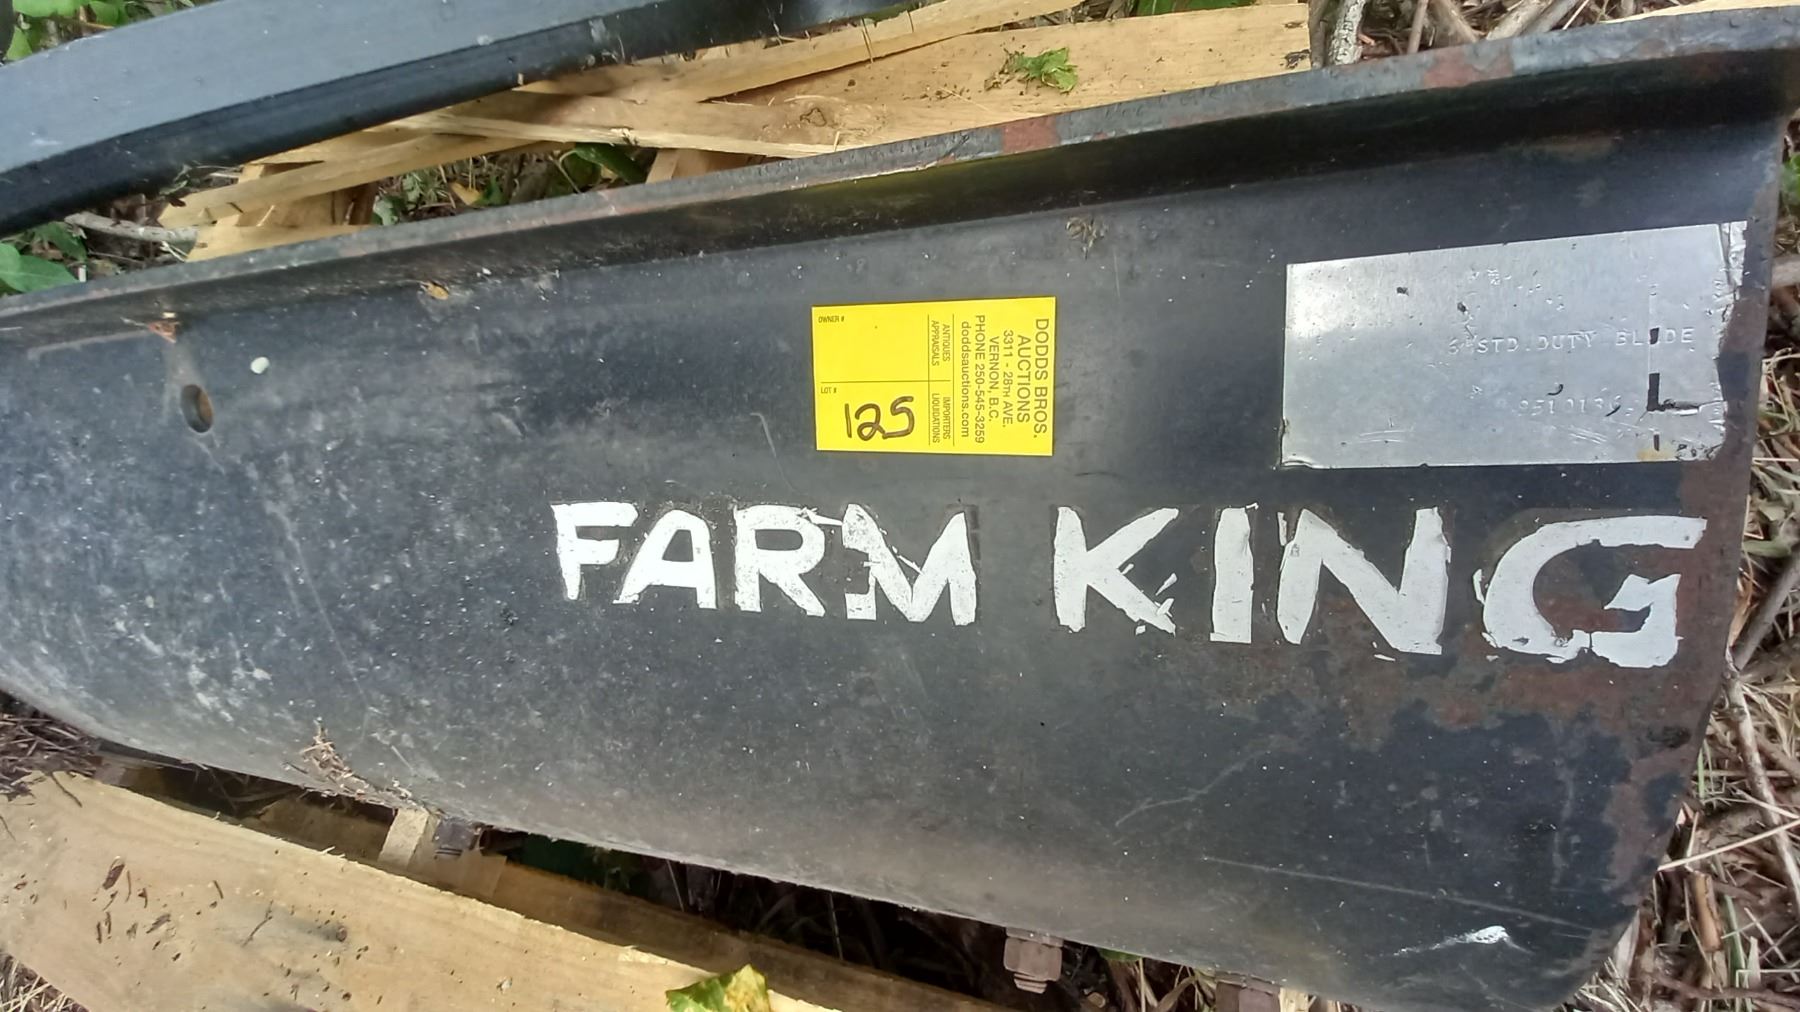 DODDS BROS.
AUCTIONS
3311 - 28TH AVE.
VERNON, B.C.
PHONE 250-545-3259
doddsauctions.com
ANTIQUES
APPRAISALS
IMPORTERS
LIQUIDATIONS
OWNER #
LOT #
125
STD. DUTY BLADE
FARM KING